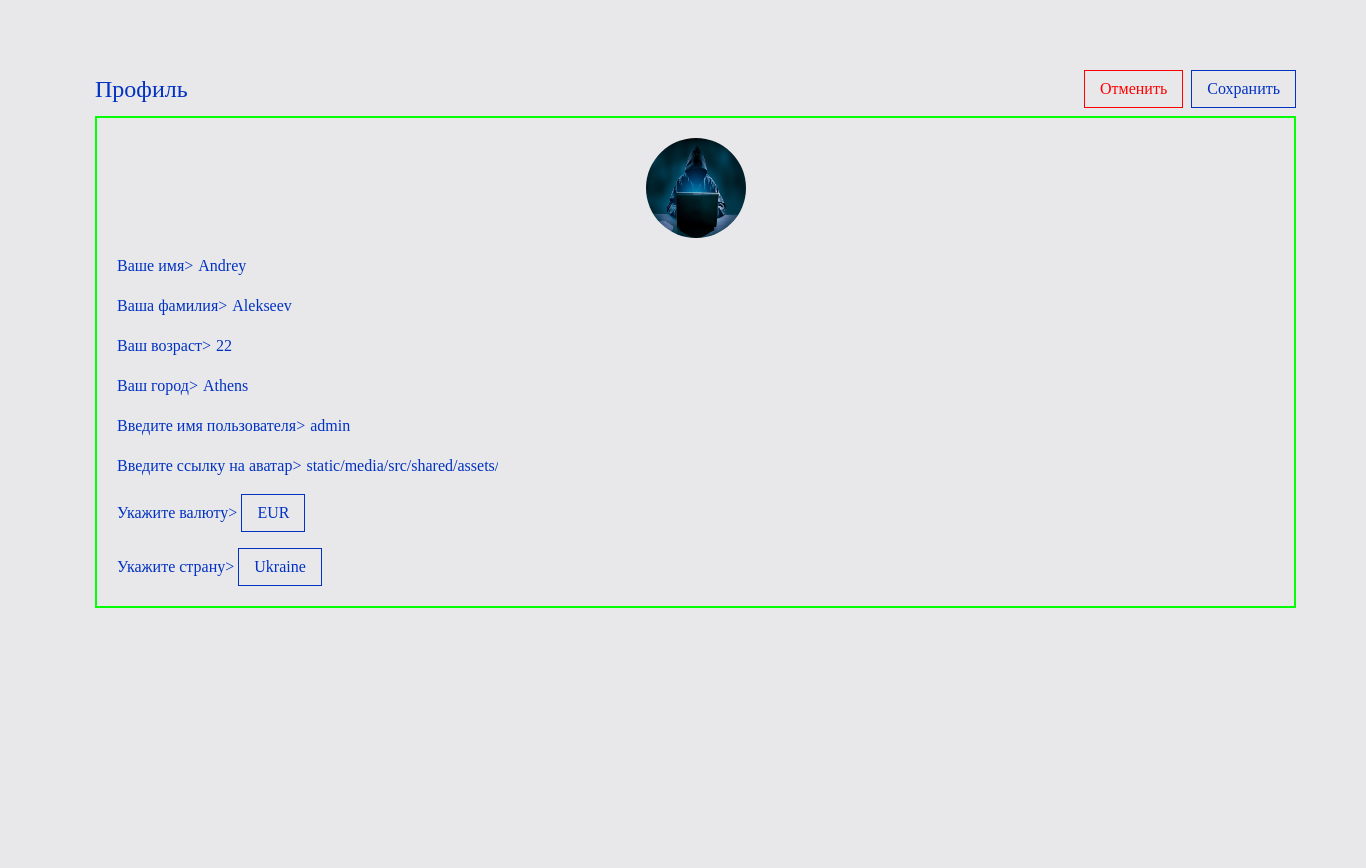 Профиль
Отменить
Сохранить
Ваше имя> Andrey
Ваша фамилия> Alekseev
Ваш возраст> 22
Ваш город> Athens
Введите имя пользователя> admin
Введите ссылку на аватар> static/media/src/shared/assets/
Укажите валюту> EUR
Укажите страну> Ukraine